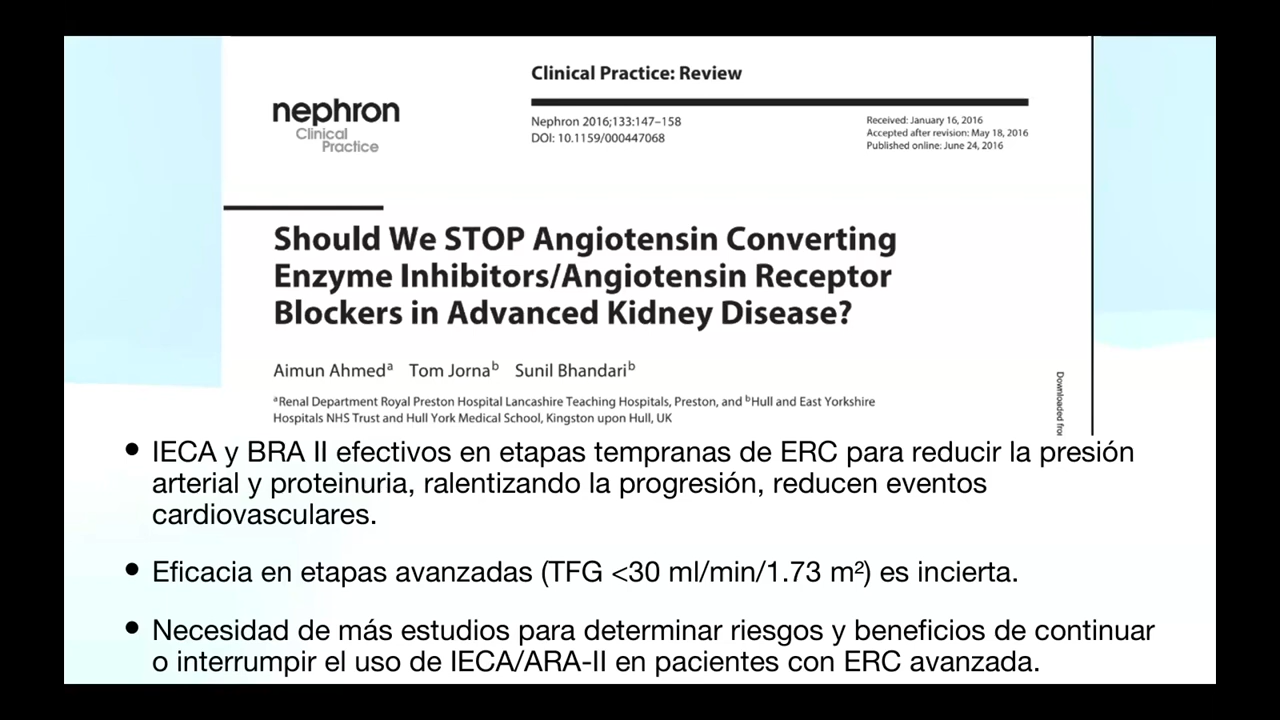 Clinical Practice: Review
nephron
Clinical
Practice
Nephron 2016;133:147–158
DOI: 10.1159/000447068
Received: January 16, 2016
Accepted after revision: May 18, 2016
Published online: June 24, 2016
Should We STOP Angiotensin Converting
Enzyme Inhibitors/Angiotensin Receptor
Blockers in Advanced Kidney Disease?
Aimun Ahmedª Tom Jornaᵇ Sunil Bhandariᵇ
ªRenal Department Royal Preston Hospital Lancashire Teaching Hospitals, Preston, and ᵇHull and East Yorkshire
Hospitals NHS Trust and Hull York Medical School, Kingston upon Hull, UK
Downloaded from
• IECA y BRA II efectivos en etapas tempranas de ERC para reducir la presión
arterial y proteinuria, ralentizando la progresión, reducen eventos
cardiovasculares.
• Eficacia en etapas avanzadas (TFG <30 ml/min/1.73 m²) es incierta.
• Necesidad de más estudios para determinar riesgos y beneficios de continuar
o interrumpir el uso de IECA/ARA-II en pacientes con ERC avanzada.